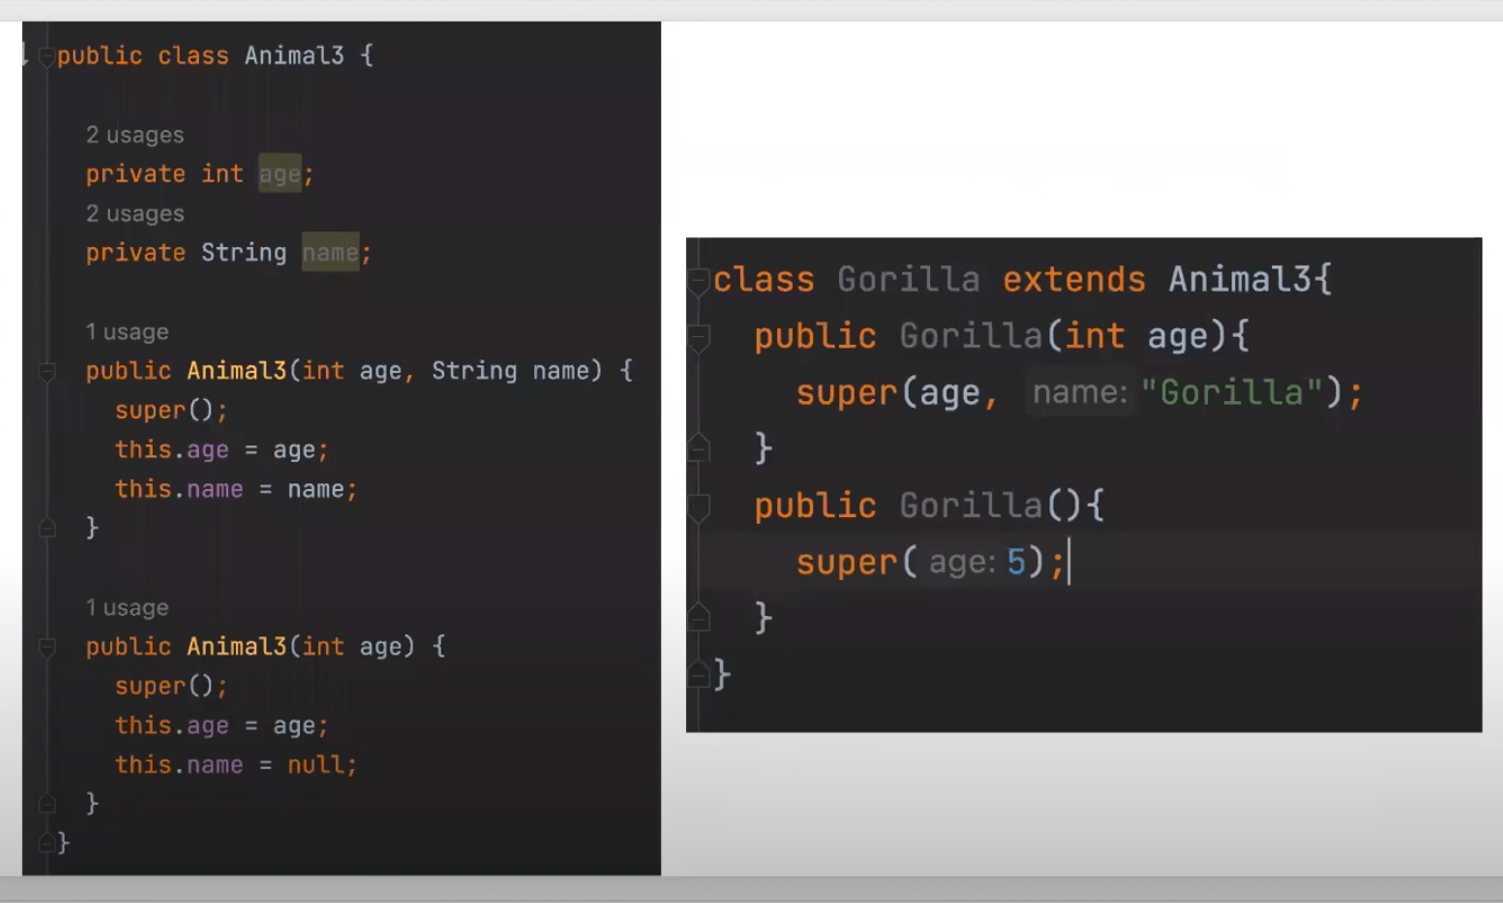 public class Animal3 {
2 usages
private int age;
2 usages
private String name;
1 usage
public Animal3(int age, String name) {
super();
this.age = age;
this.name = name;
}
1 usage
public Animal3(int age) {
super();
this.age = age;
this.name = null;
}
}
class Gorilla extends Animal3{
public Gorilla(int age){
super(age, name: "Gorilla");
}
public Gorilla(){
super( age: 5);
}
}